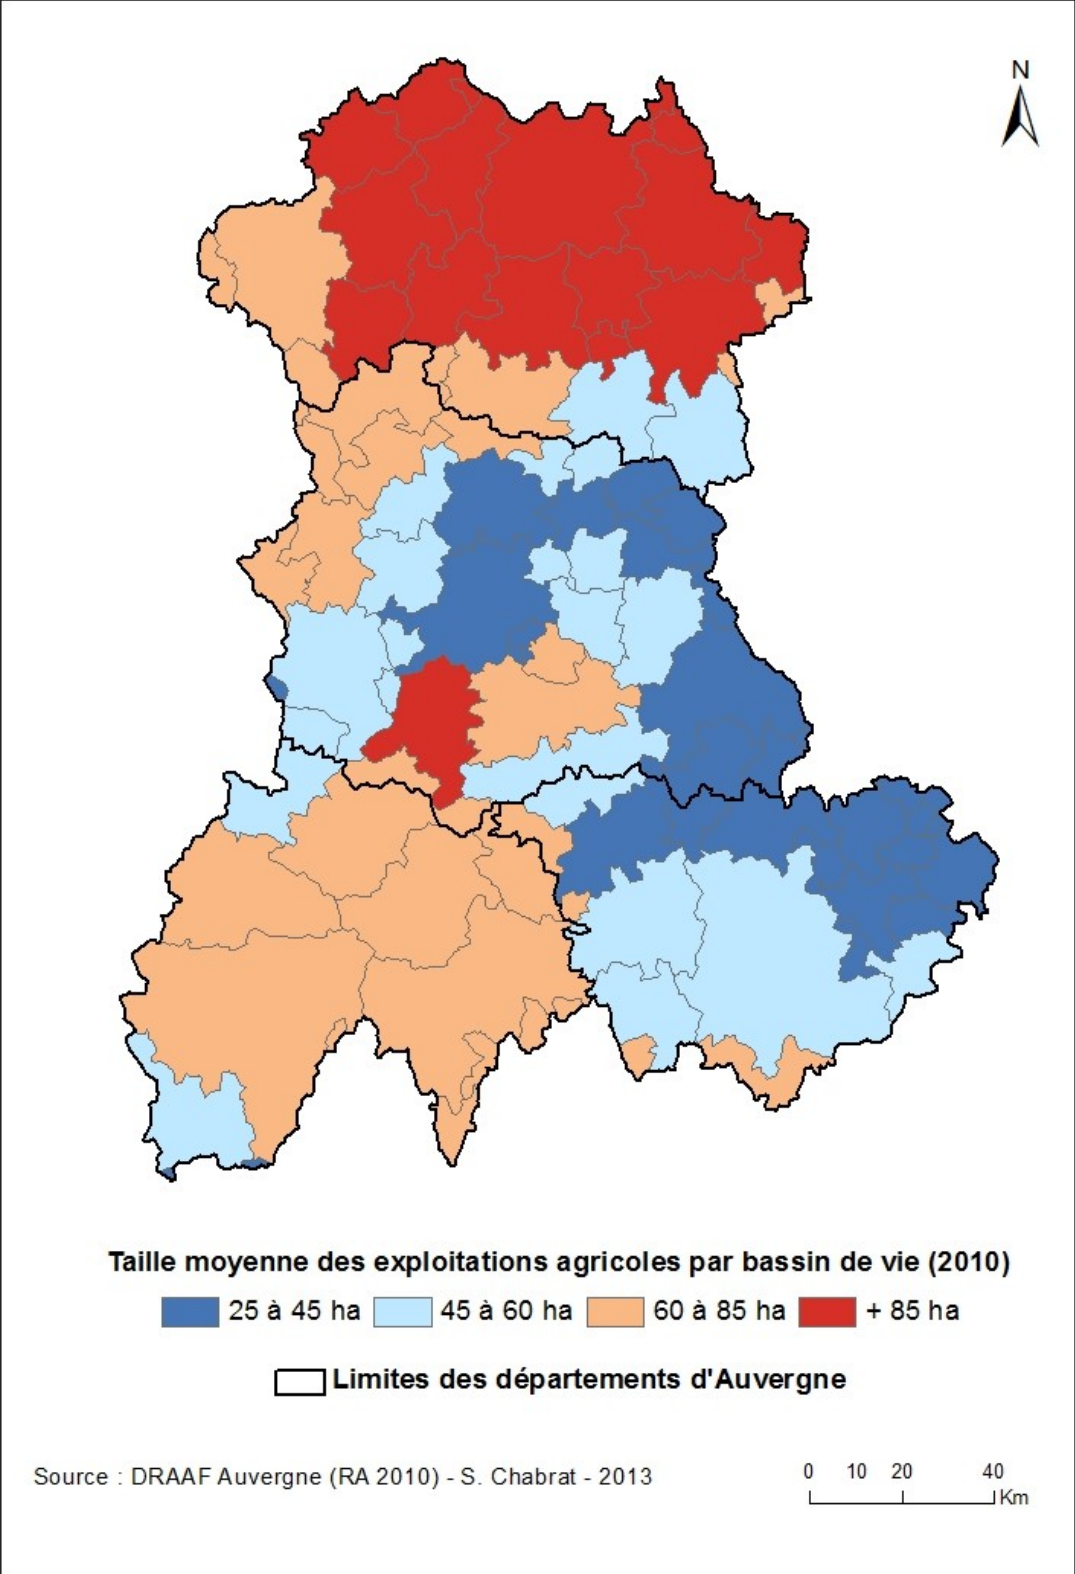 N
Taille moyenne des exploitations agricoles par bassin de vie (2010)
25 à 45 ha 45 à 60 ha 60 à 85 ha + 85 ha
Limites des départements d'Auvergne
Source : DRAAF Auvergne (RA 2010) - S. Chabrat - 2013
0 10 20 40
Km